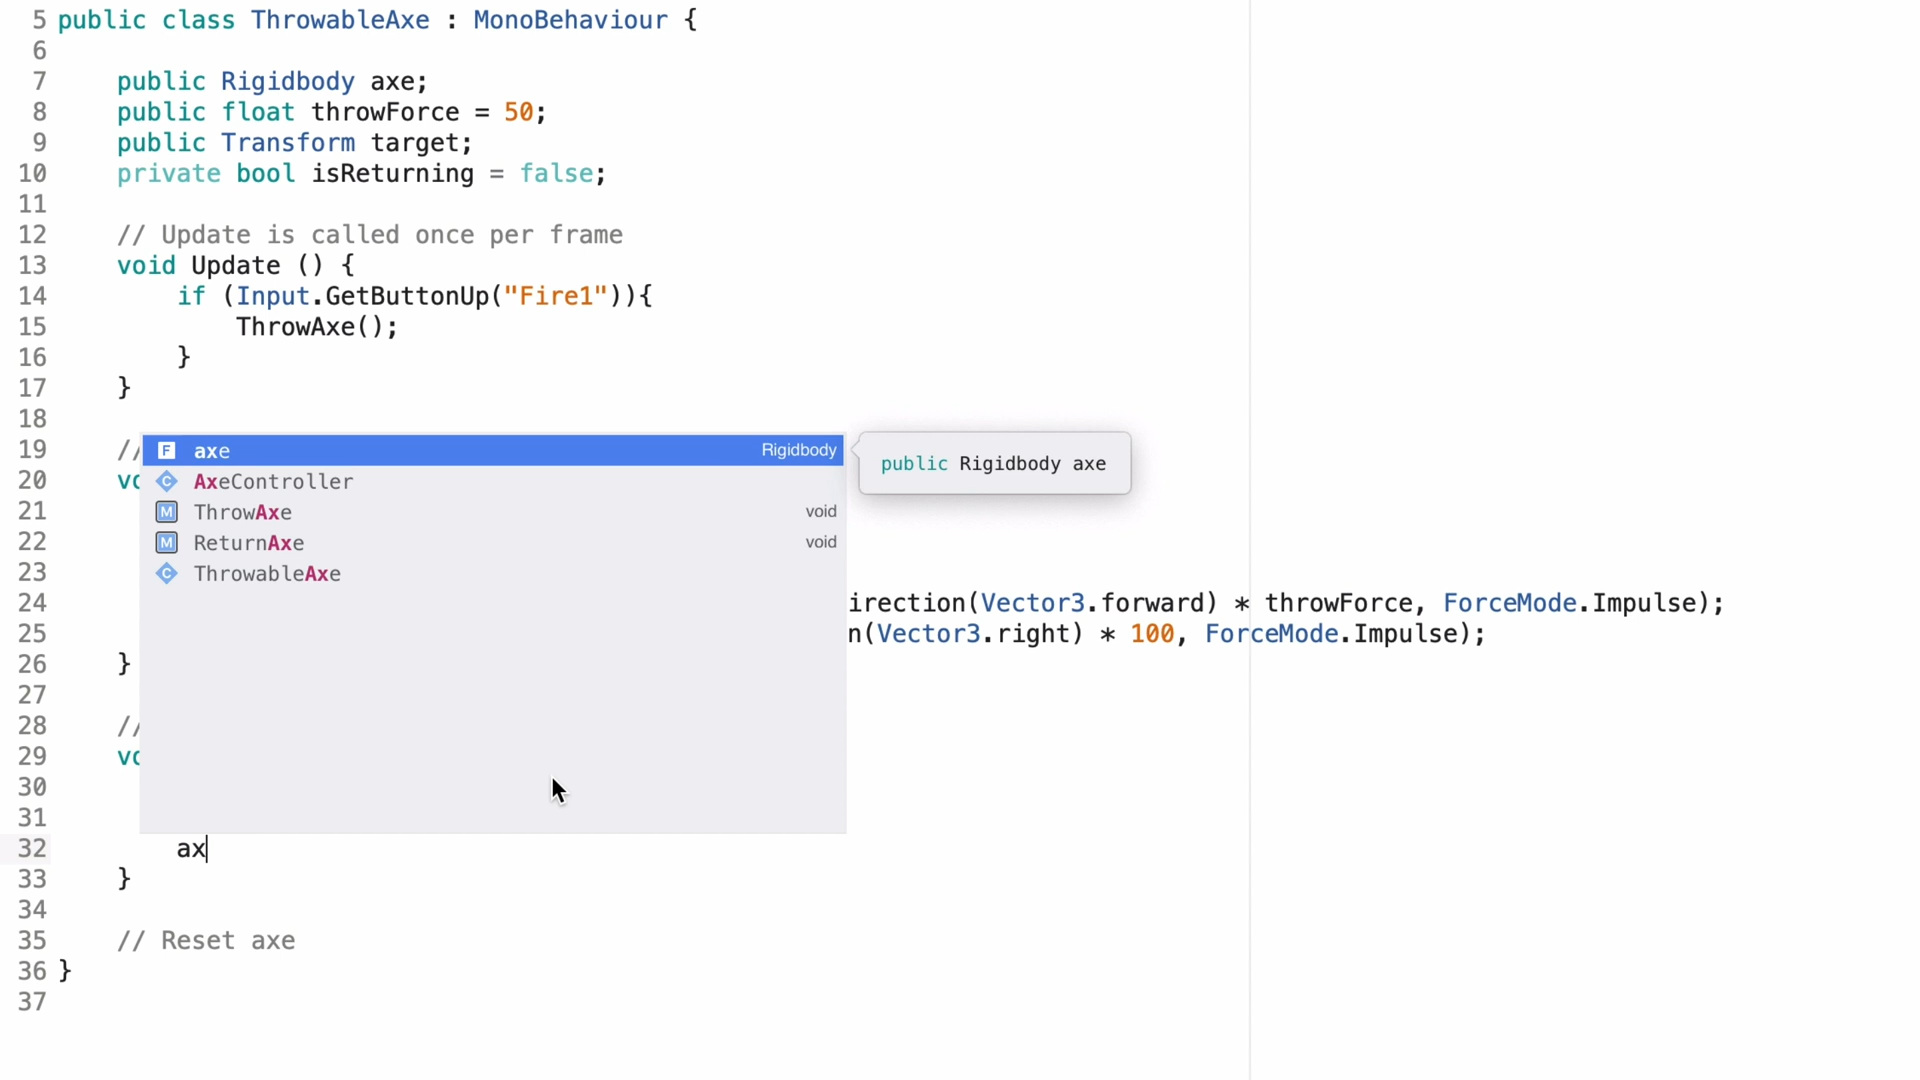 5 public class ThrowableAxe : MonoBehaviour {
6
7 public Rigidbody axe;
8 public float throwForce = 50;
9 public Transform target;
10 private bool isReturning = false;
11
12 // Update is called once per frame
13 void Update () {
14 if (Input.GetButtonUp("Fire1")){
15 ThrowAxe();
16 }
17 }
18
19 //
axe Rigidbody
public Rigidbody axe
20
AxeController
21
ThrowAxe void
22
ReturnAxe void
23
ThrowableAxe
24 irection(Vector3.forward) * throwForce, ForceMode.Impulse);
25 n(Vector3.right) * 100, ForceMode.Impulse);
26 }
27
28 //
29
30
31
32 ax
33 }
34
35 // Reset axe
36 }
37